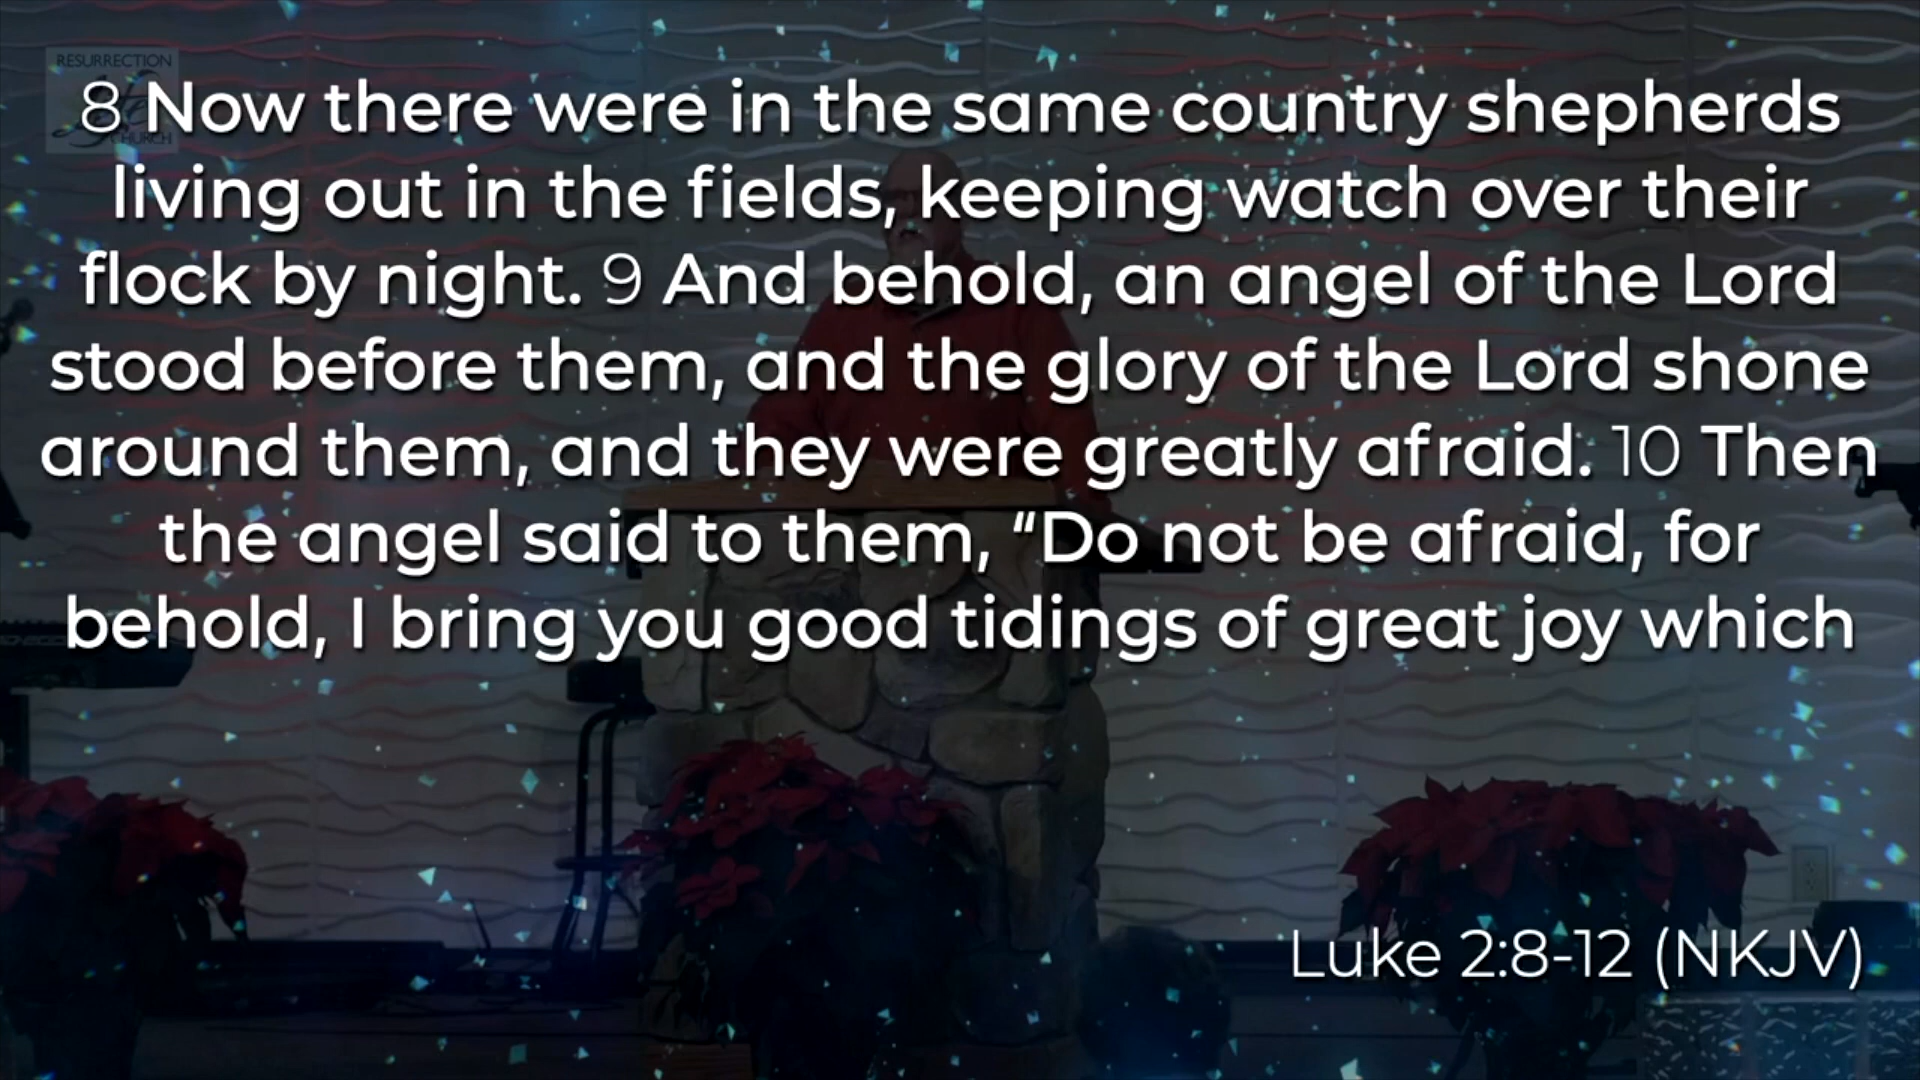 RESURRECTION
CHURCH
8 Now there were in the same country shepherds
living out in the fields, keeping watch over their
flock by night. 9 And behold, an angel of the Lord
stood before them, and the glory of the Lord shone
around them, and they were greatly afraid. 10 Then
the angel said to them, “Do not be afraid, for
behold, I bring you good tidings of great joy which
Luke 2:8-12 (NKJV)